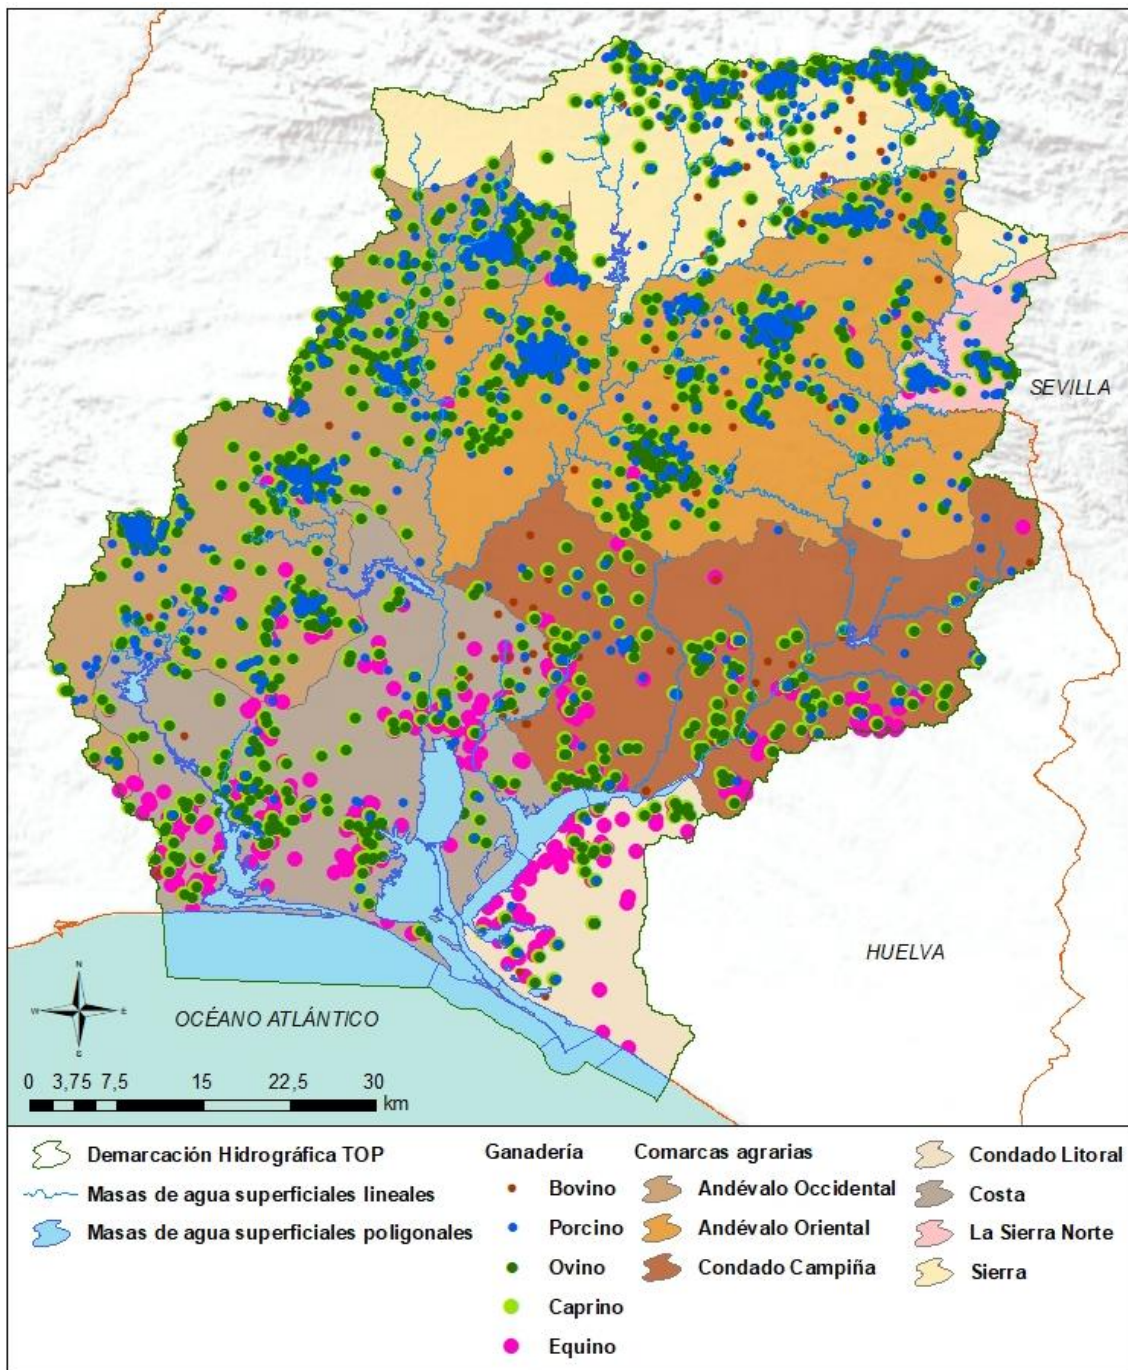 SEVILLA
HUELVA
OCÉANO ATLÁNTICO
N
W
E
S
0 3,75 7,5 15 22,5 30
km
Demarcación Hidrográfica TOP
Masas de agua superficiales lineales
Masas de agua superficiales poligonales
Ganadería
Bovino
Porcino
Ovino
Caprino
Equino
Comarcas agrarias
Andévalo Occidental
Andévalo Oriental
Condado Campiña
Condado Litoral
Costa
La Sierra Norte
Sierra